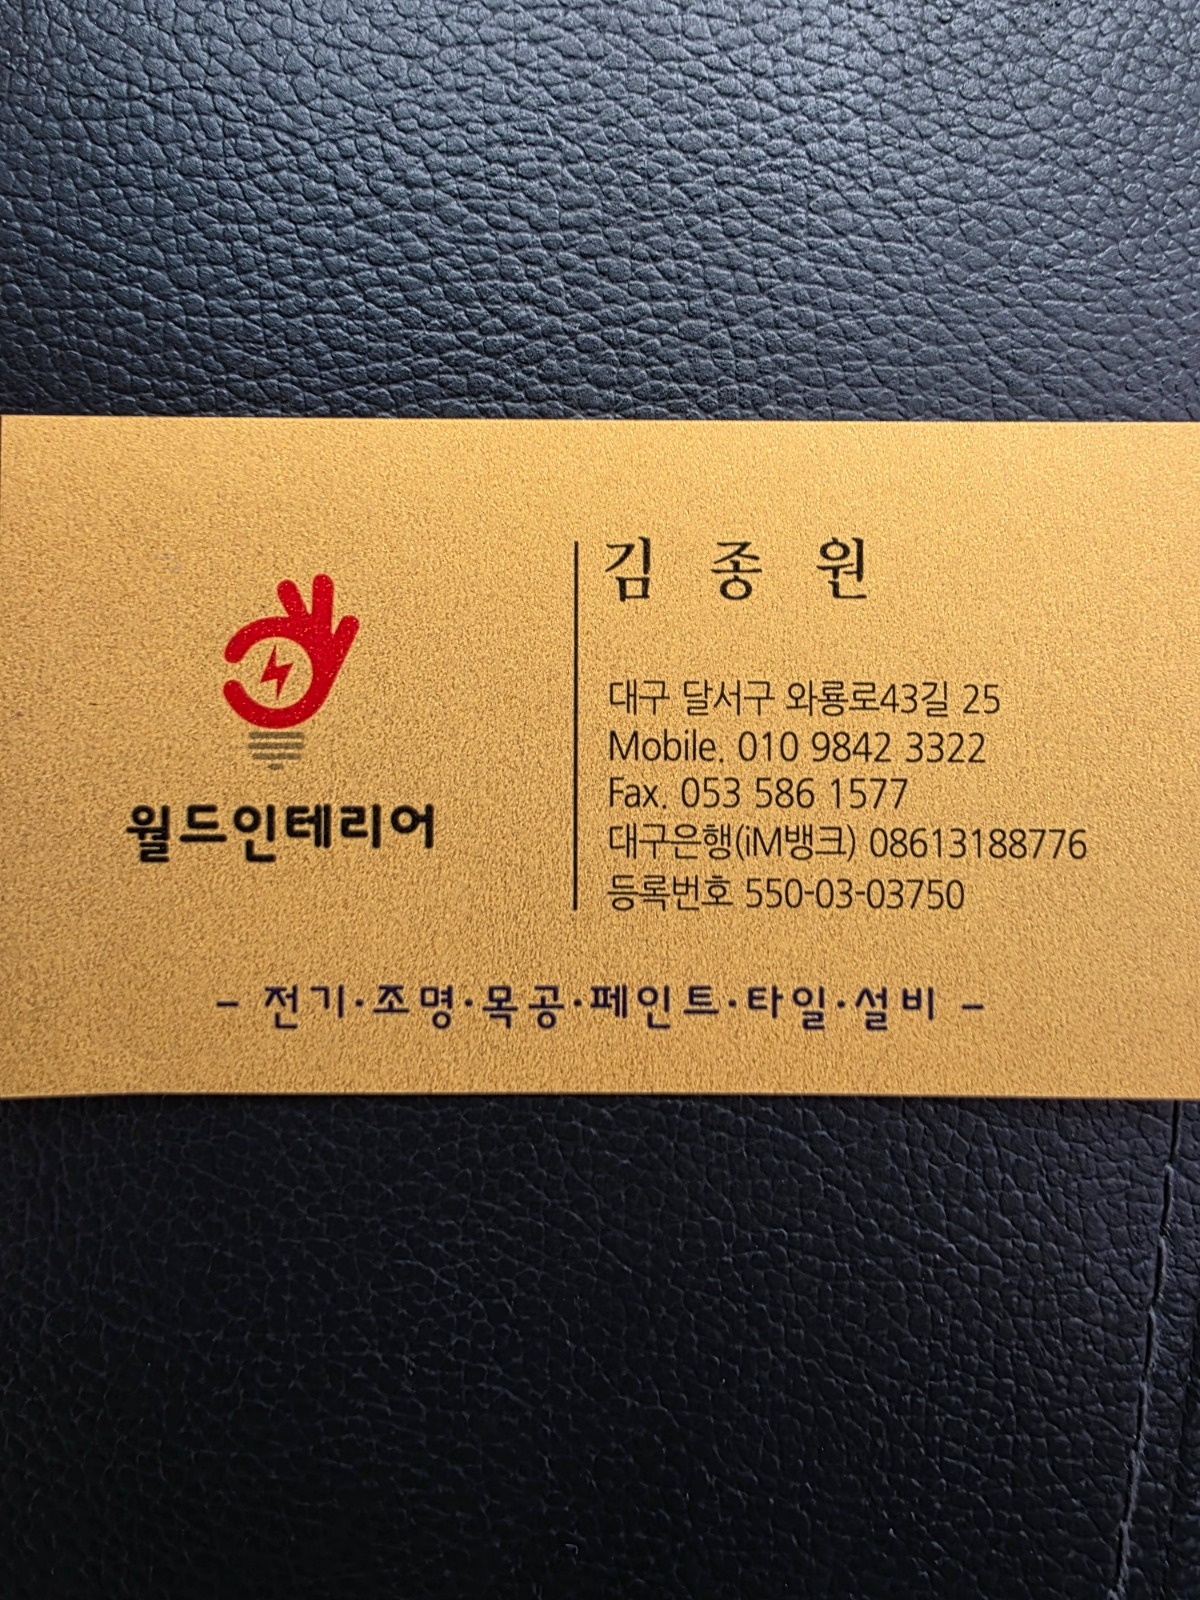 김 종 원
대구 달서구 와룡로43길 25
Mobile. 010 9842 3322
Fax. 053 586 1577
대구은행(iM뱅크) 08613188776
등록번호 550-03-03750
월드인테리어
– 전기·조명·목공·페인트·타일·설비 –